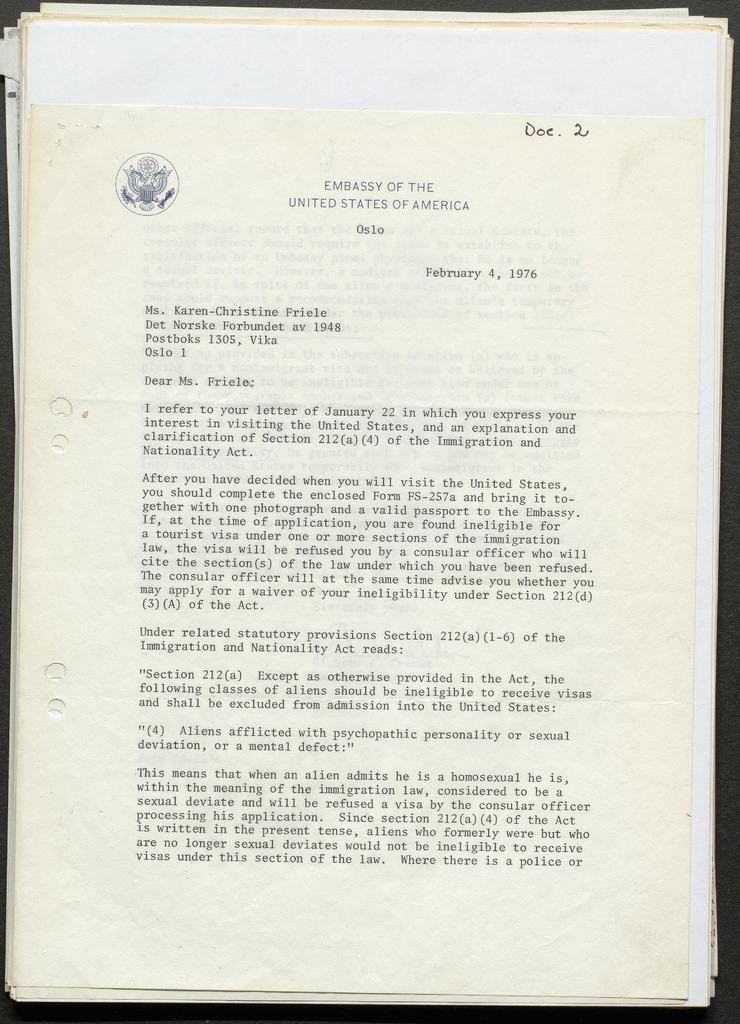 Doc. 2
EMBASSY OF THE
UNITED STATES OF AMERICA
Oslo
February 4, 1976
Ms. Karen-Christine Friele
Det Norske Forbundet av 1948
Postboks 1305, Vika
Oslo 1
Dear Ms. Friele:
I refer to your letter of January 22 in which you express your
interest in visiting the United States, and an explanation and
clarification of Section 212(a)(4) of the Immigration and
Nationality Act.
After you have decided when you will visit the United States,
you should complete the enclosed Form FS-257a and bring it to-
gether with one photograph and a valid passport to the Embassy.
If, at the time of application, you are found ineligible for
a tourist visa under one or more sections of the immigration
law, the visa will be refused you by a consular officer who will
cite the section(s) of the law under which you have been refused.
The consular officer will at the same time advise you whether you
may apply for a waiver of your ineligibility under Section 212(d)
(3)(A) of the Act.
Under related statutory provisions Section 212(a)(1-6) of the
Immigration and Nationality Act reads:
"Section 212(a)  Except as otherwise provided in the Act, the
following classes of aliens should be ineligible to receive visas
and shall be excluded from admission into the United States:
"(4)  Aliens afflicted with psychopathic personality or sexual
deviation, or a mental defect:"
This means that when an alien admits he is a homosexual he is,
within the meaning of the immigration law, considered to be a
sexual deviate and will be refused a visa by the consular officer
processing his application.  Since section 212(a)(4) of the Act
is written in the present tense, aliens who formerly were but who
are no longer sexual deviates would not be ineligible to receive
visas under this section of the law.  Where there is a police or